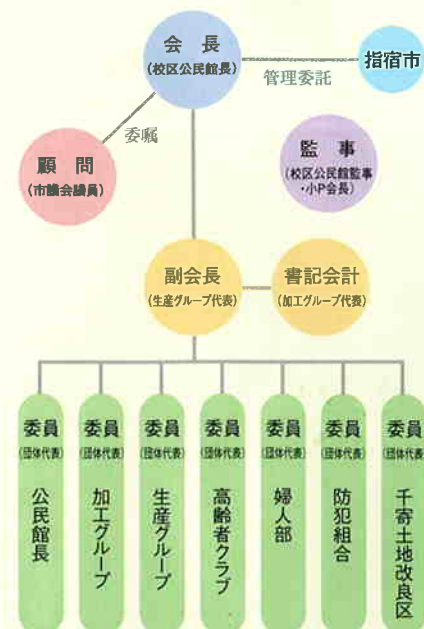 会長
(校区公民館長)
指宿市
管理委託
委嘱
顧問
(市議会議員)
監事
(校区公民館監事
・小P会長)
副会長
(生産グループ代表)
書記会計
(加工グループ代表)
委員
(団体代表)
公民館長
委員
(団体代表)
加工グループ
委員
(団体代表)
生産グループ
委員
(団体代表)
高齢者クラブ
委員
(団体代表)
婦人部
委員
(団体代表)
防犯組合
委員
(団体代表)
千寄土地改良区